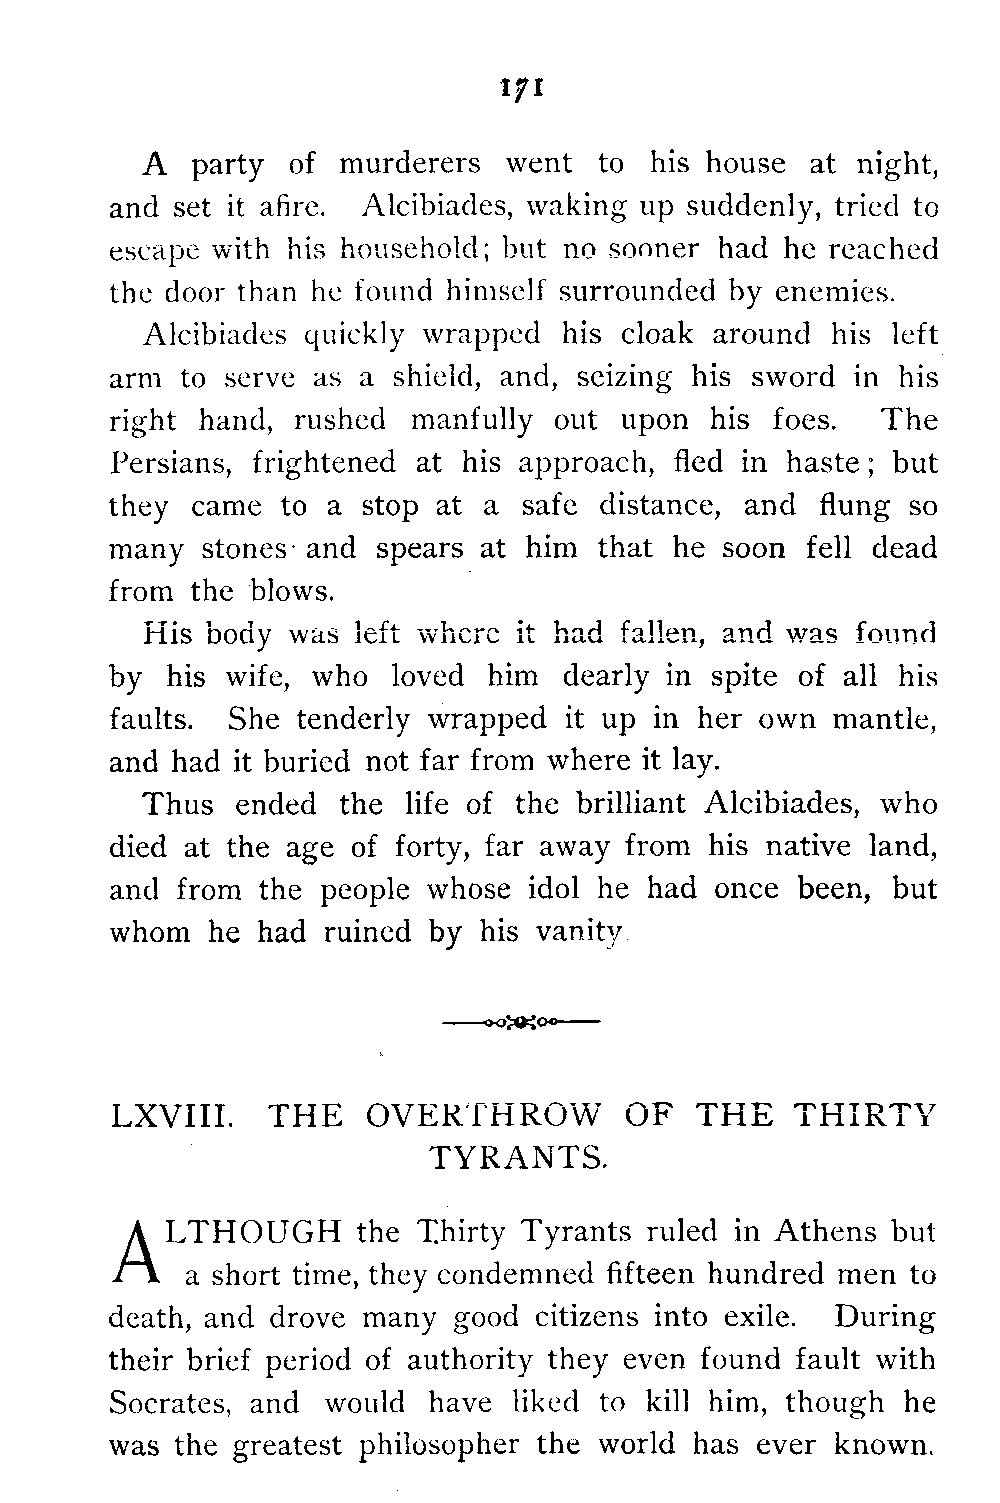 171
A party of murderers went to his house at night,
and set it afire. Alcibiades, waking up suddenly, tried to
escape with his household; but no sooner had he reached
the door than he found himself surrounded by enemies.
Alcibiades quickly wrapped his cloak around his left
arm to serve as a shield, and, seizing his sword in his
right hand, rushed manfully out upon his foes. The
Persians, frightened at his approach, fled in haste; but
they came to a stop at a safe distance, and flung so
many stones and spears at him that he soon fell dead
from the blows.
His body was left where it had fallen, and was found
by his wife, who loved him dearly in spite of all his
faults. She tenderly wrapped it up in her own mantle,
and had it buried not far from where it lay.
Thus ended the life of the brilliant Alcibiades, who
died at the age of forty, far away from his native land,
and from the people whose idol he had once been, but
whom he had ruined by his vanity.
LXVIII. THE OVERTHROW OF THE THIRTY
TYRANTS.
ALTHOUGH the Thirty Tyrants ruled in Athens but
a short time, they condemned fifteen hundred men to
death, and drove many good citizens into exile. During
their brief period of authority they even found fault with
Socrates, and would have liked to kill him, though he
was the greatest philosopher the world has ever known.